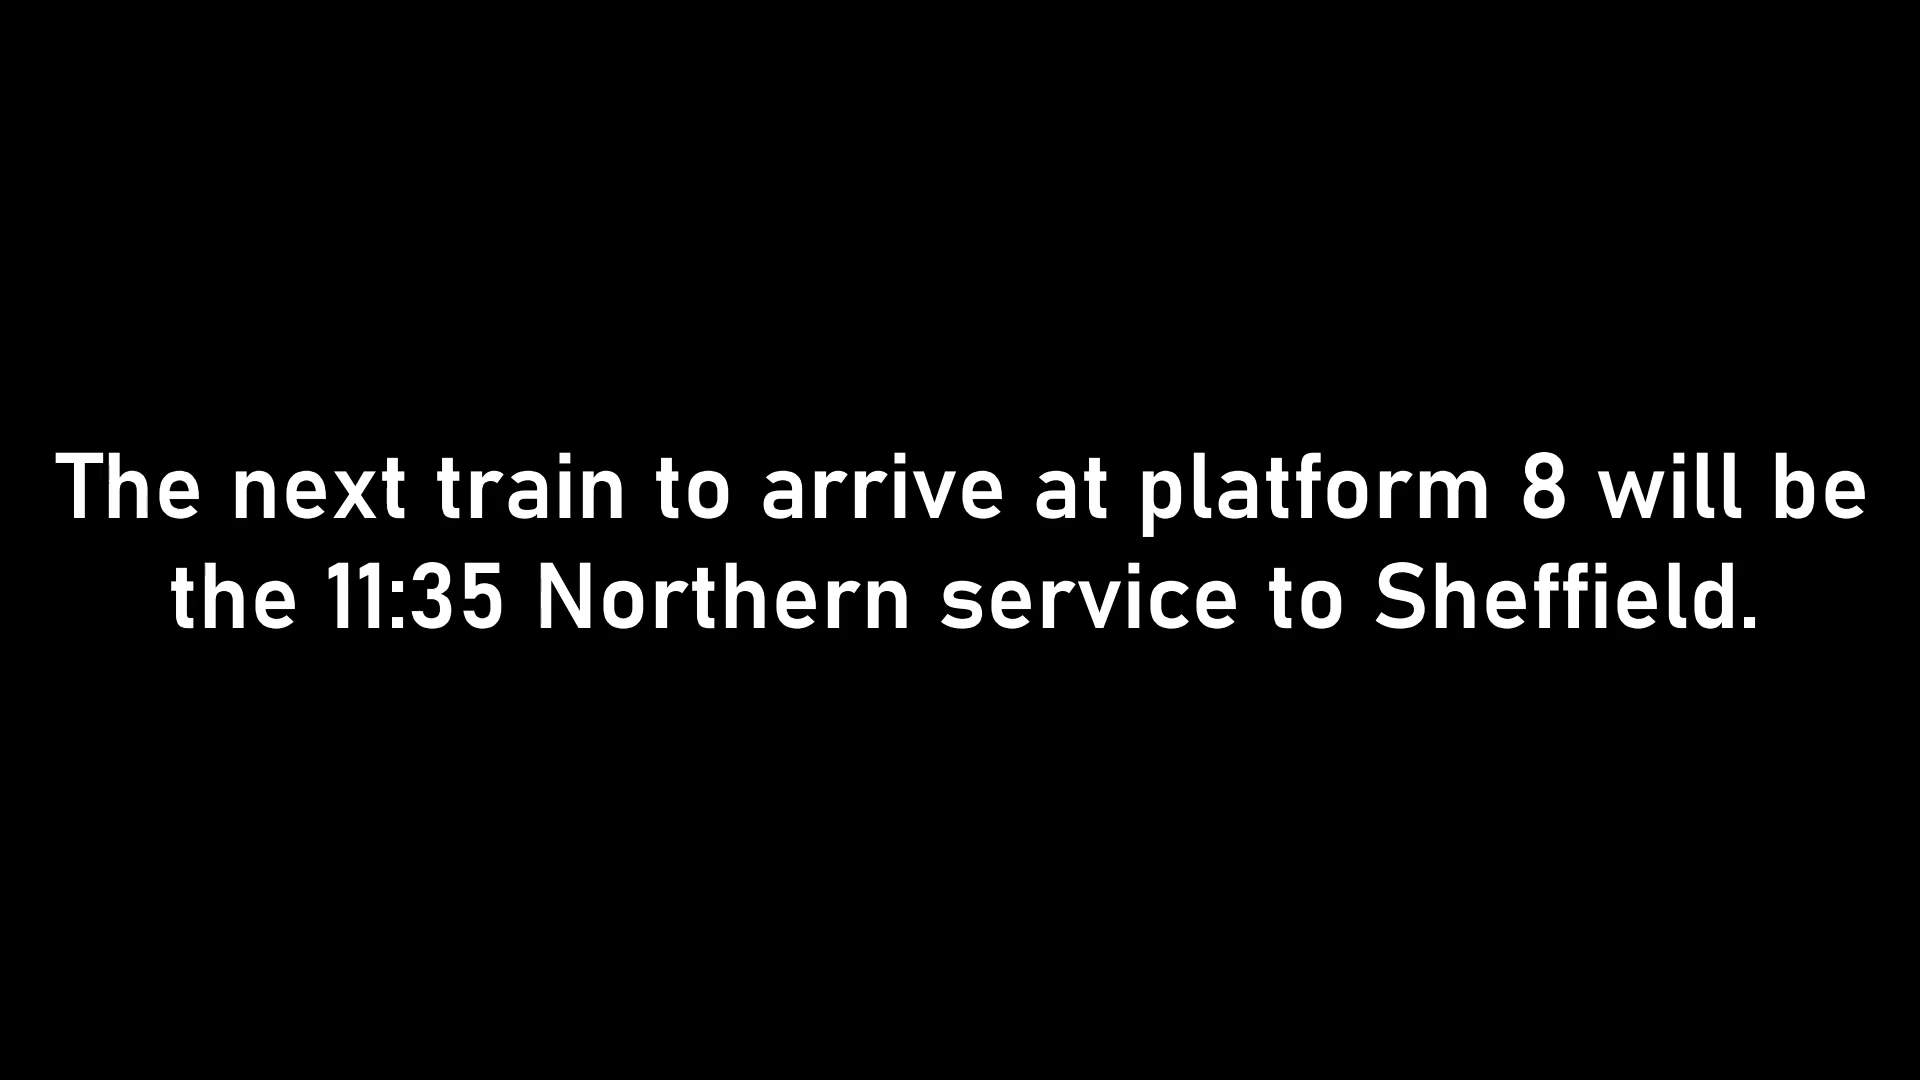 The next train to arrive at platform 8 will be
the 11:35 Northern service to Sheffield.